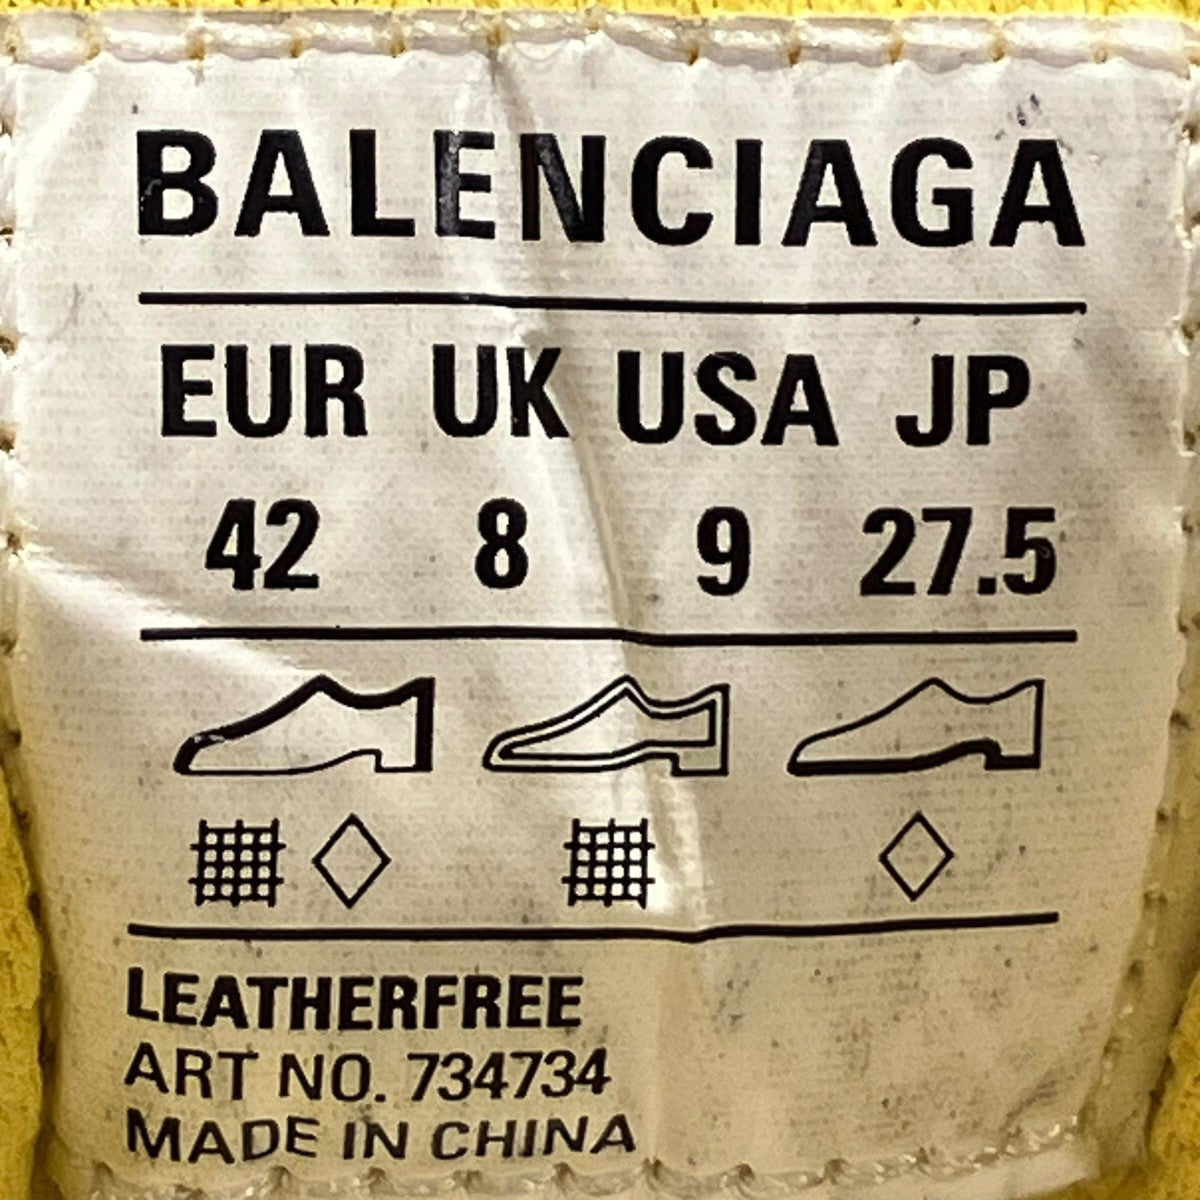 BALENCIAGA
EUR UK USA JP
42 8 9 27.5
LEATHERFREE
ART NO. 734734
MADE IN CHINA